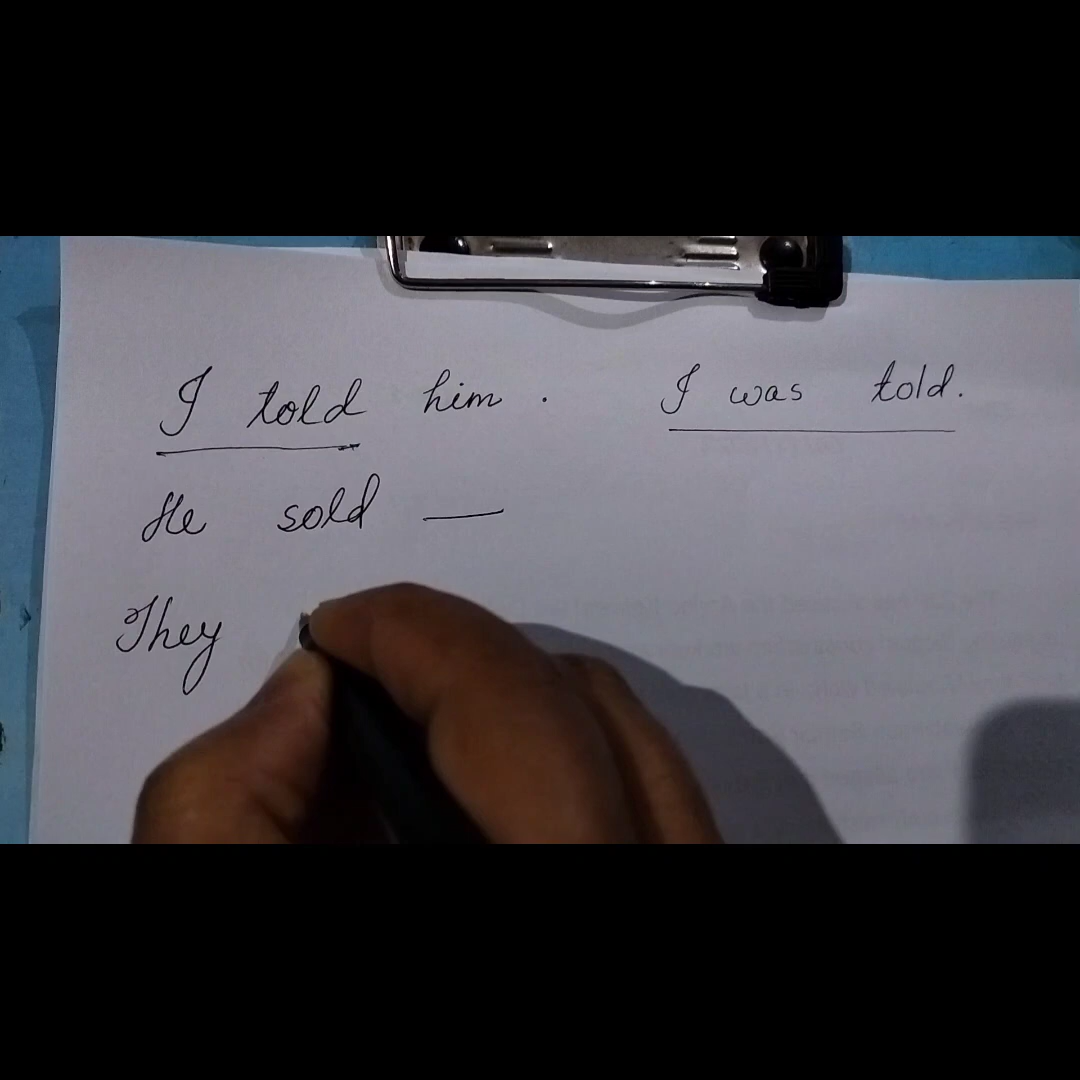 I told him. I was told.
He sold —
They